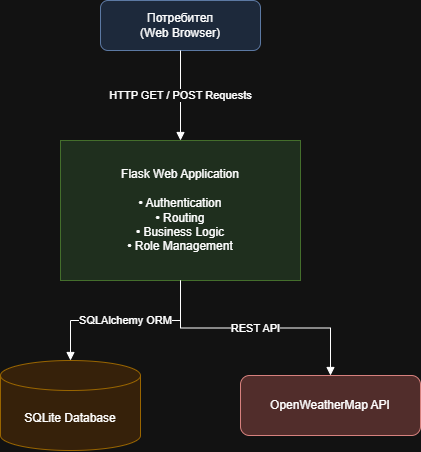 Потребител
(Web Browser)
HTTP GET / POST Requests
Flask Web Application
• Authentication
• Routing
• Business Logic
• Role Management
SQLAlchemy ORM
REST API
SQLite Database
OpenWeatherMap API